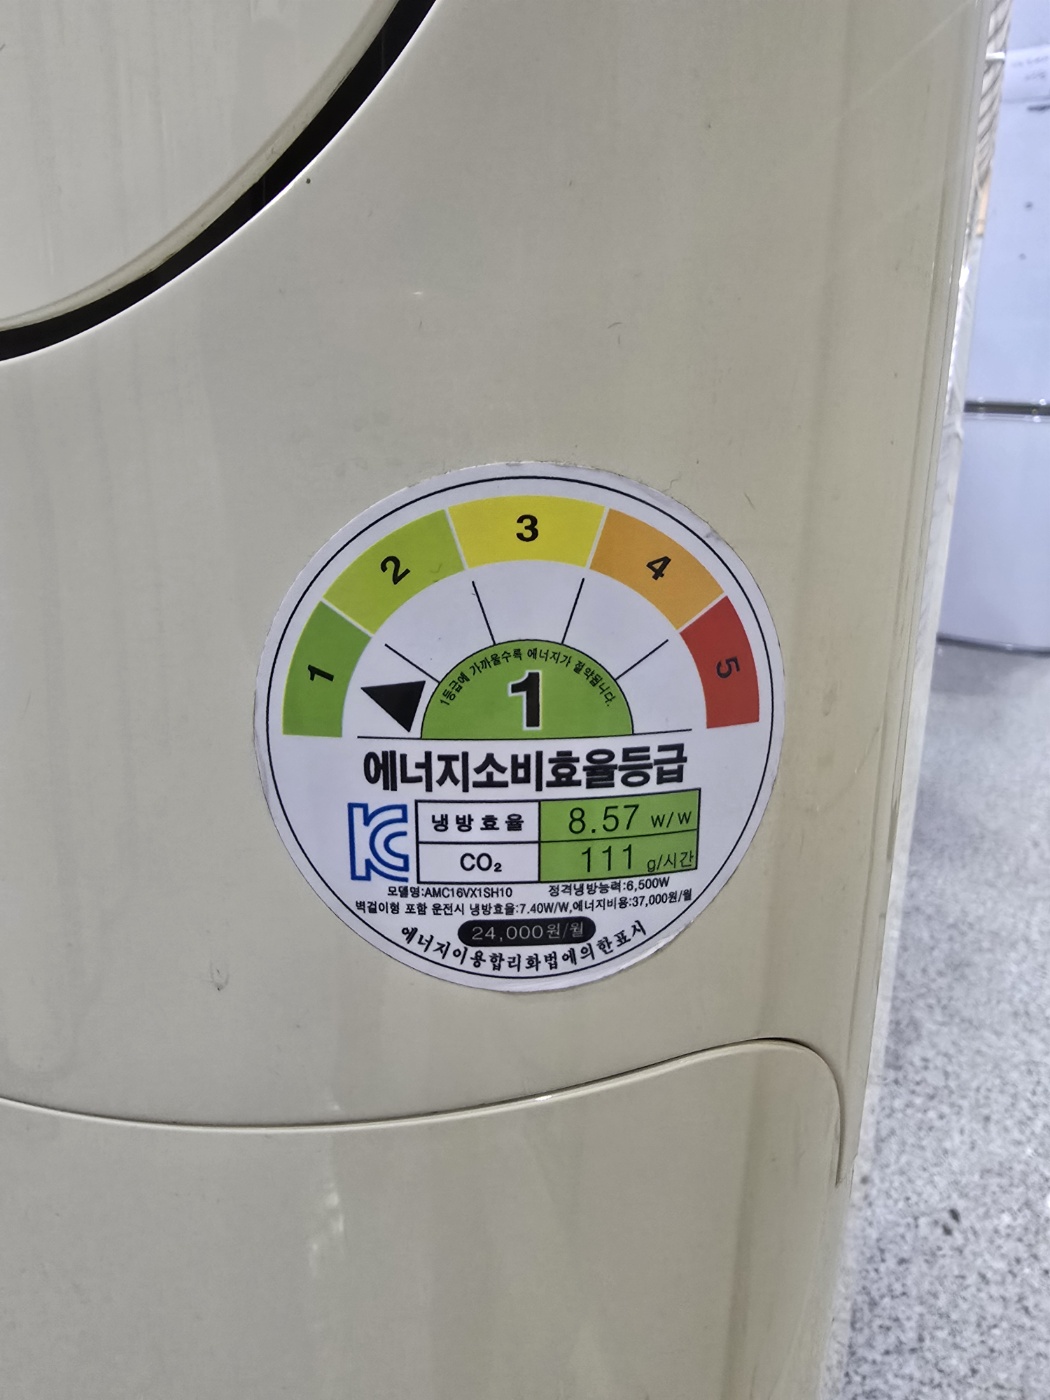 1 2 3 4 5
1등급에 가까울수록 에너지가 절약됩니다.
1
에너지소비효율등급
냉방효율 8.57 w/w
CO₂ 111 g/시간
모델명:AMC16VX1SH10 정격냉방능력:6,500W
벽걸이형 포함 운전시 냉방효율:7.40W/W,에너지비용:37,000원/월
24,000원/월
에너지이용합리화법에의한표시